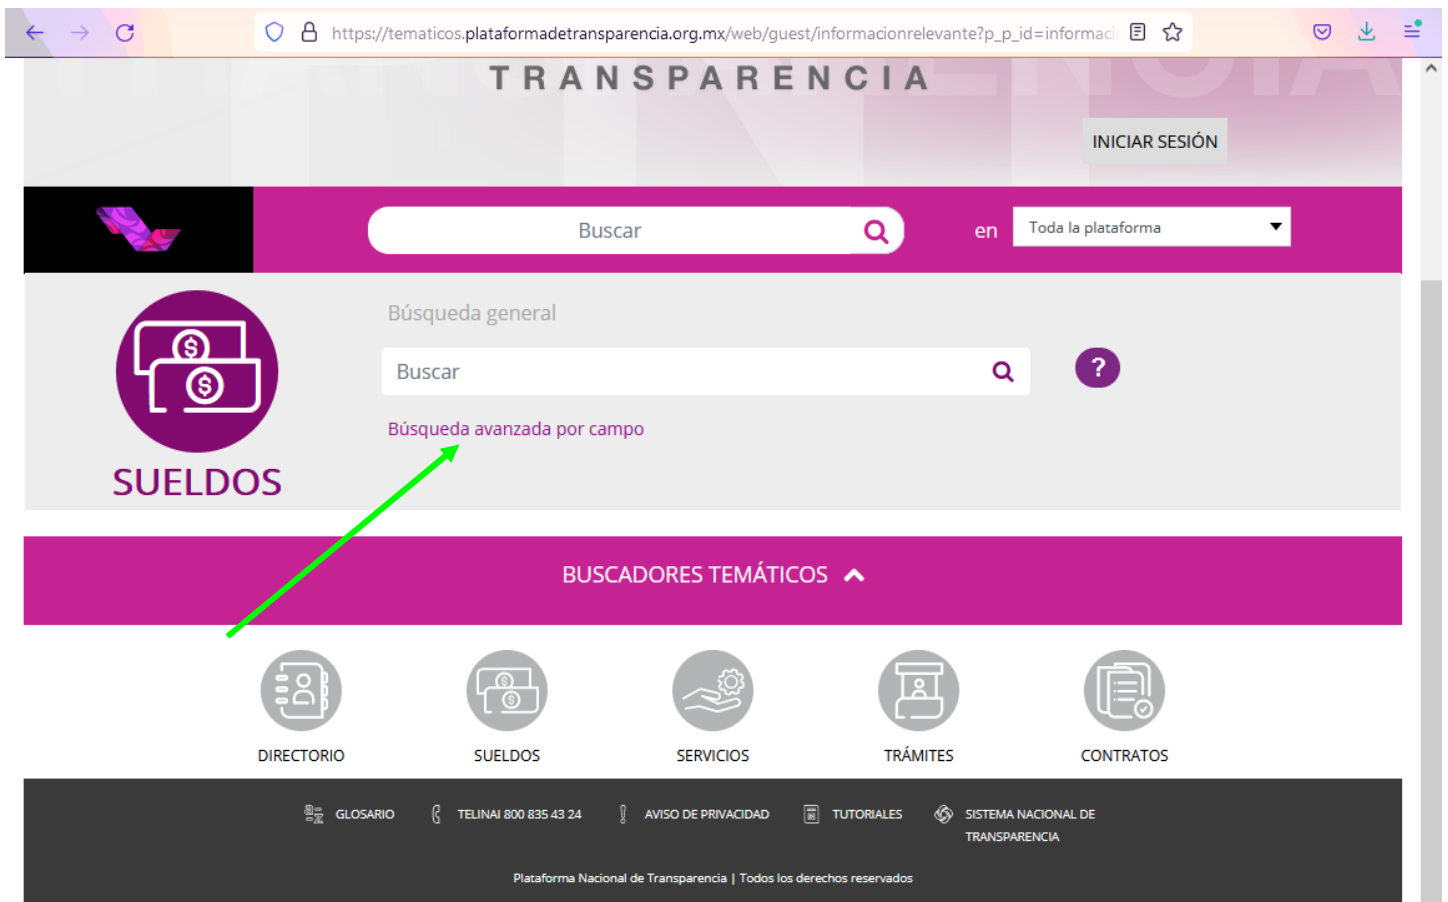 https://tematicos.plataformadetransparencia.org.mx/web/guest/informacionrelevante?p_p_id=informaci
TRANSPARENCIA
INICIAR SESIÓN
Buscar
en
Toda la plataforma
Búsqueda general
Buscar
?
Búsqueda avanzada por campo
SUELDOS
BUSCADORES TEMÁTICOS
DIRECTORIO
SUELDOS
SERVICIOS
TRÁMITES
CONTRATOS
GLOSARIO
TELINAI 800 835 43 24
AVISO DE PRIVACIDAD
TUTORIALES
SISTEMA NACIONAL DE
TRANSPARENCIA
Plataforma Nacional de Transparencia | Todos los derechos reservados